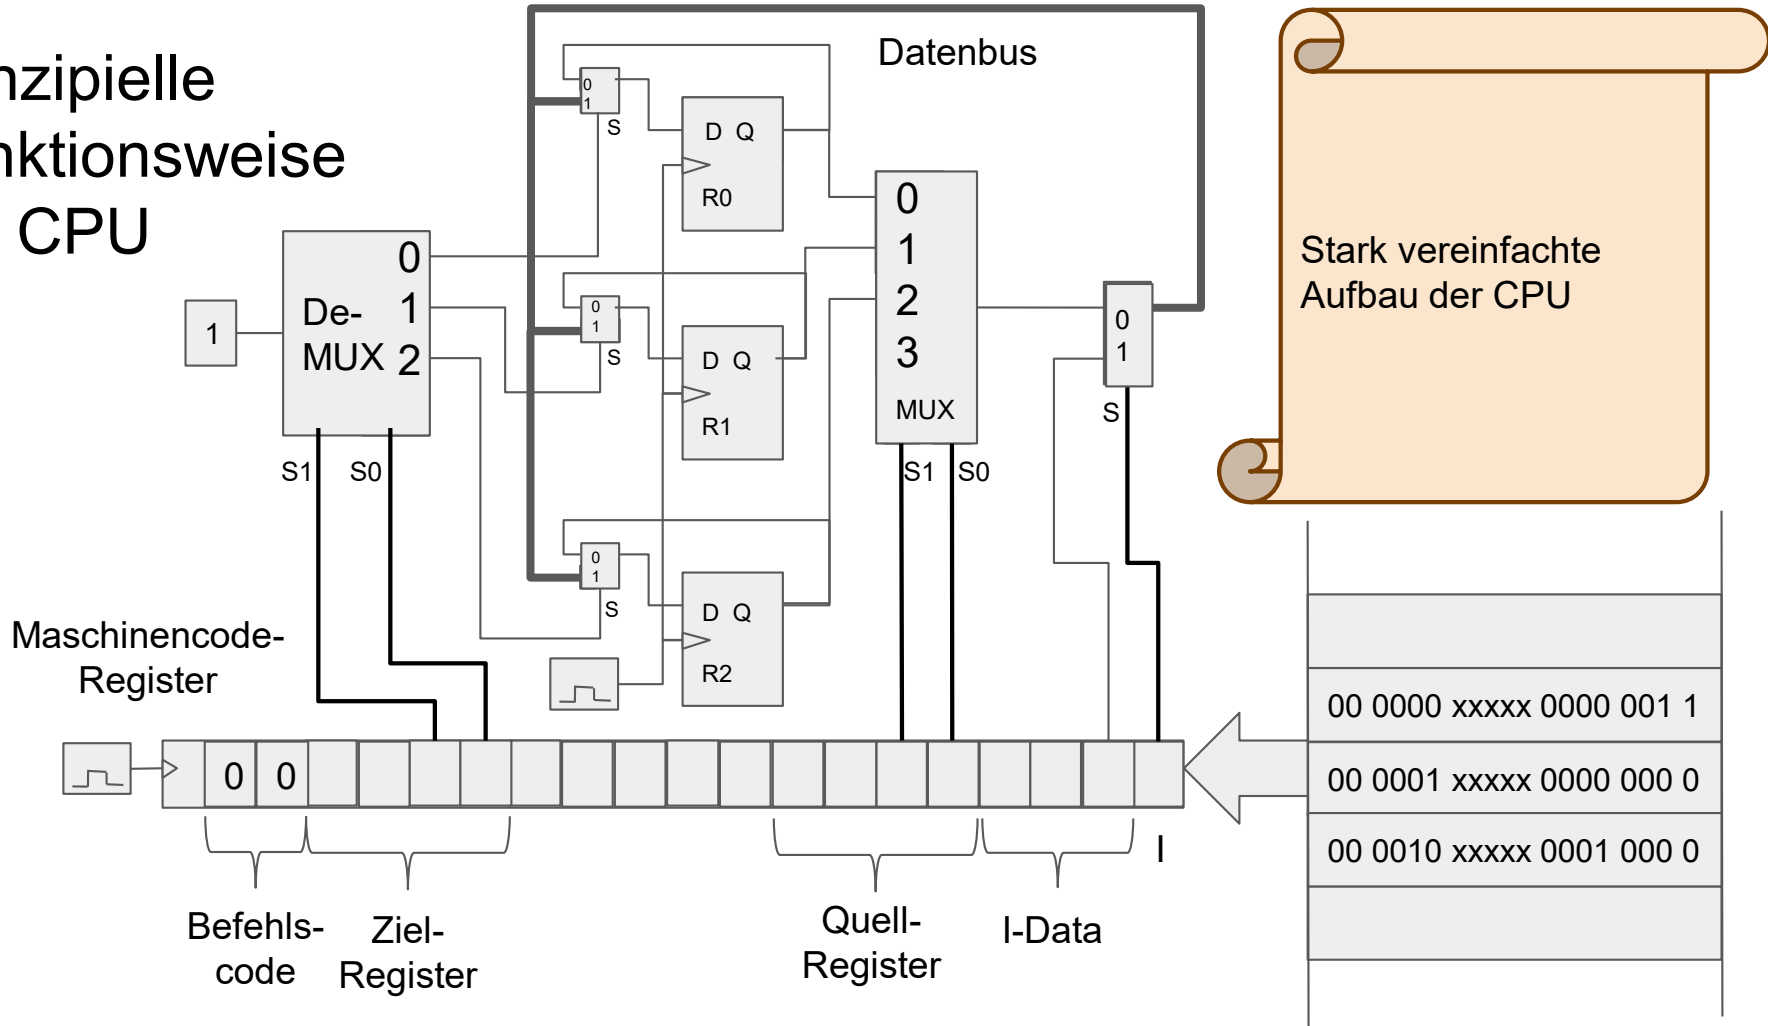 nzipielle
nktionsweise
CPU
Datenbus
Stark vereinfachte
Aufbau der CPU
0
1
S
D Q
R0
0
1
2
De-
MUX
1
S1 S0
0
1
S
D Q
R1
0
1
S
D Q
R2
0
1
2
3
MUX
S1 S0
0
1
S
Maschinencode-
Register
0 0
I
Befehls-
code
Ziel-
Register
Quell-
Register
I-Data
00 0000 xxxxx 0000 001 1
00 0001 xxxxx 0000 000 0
00 0010 xxxxx 0001 000 0